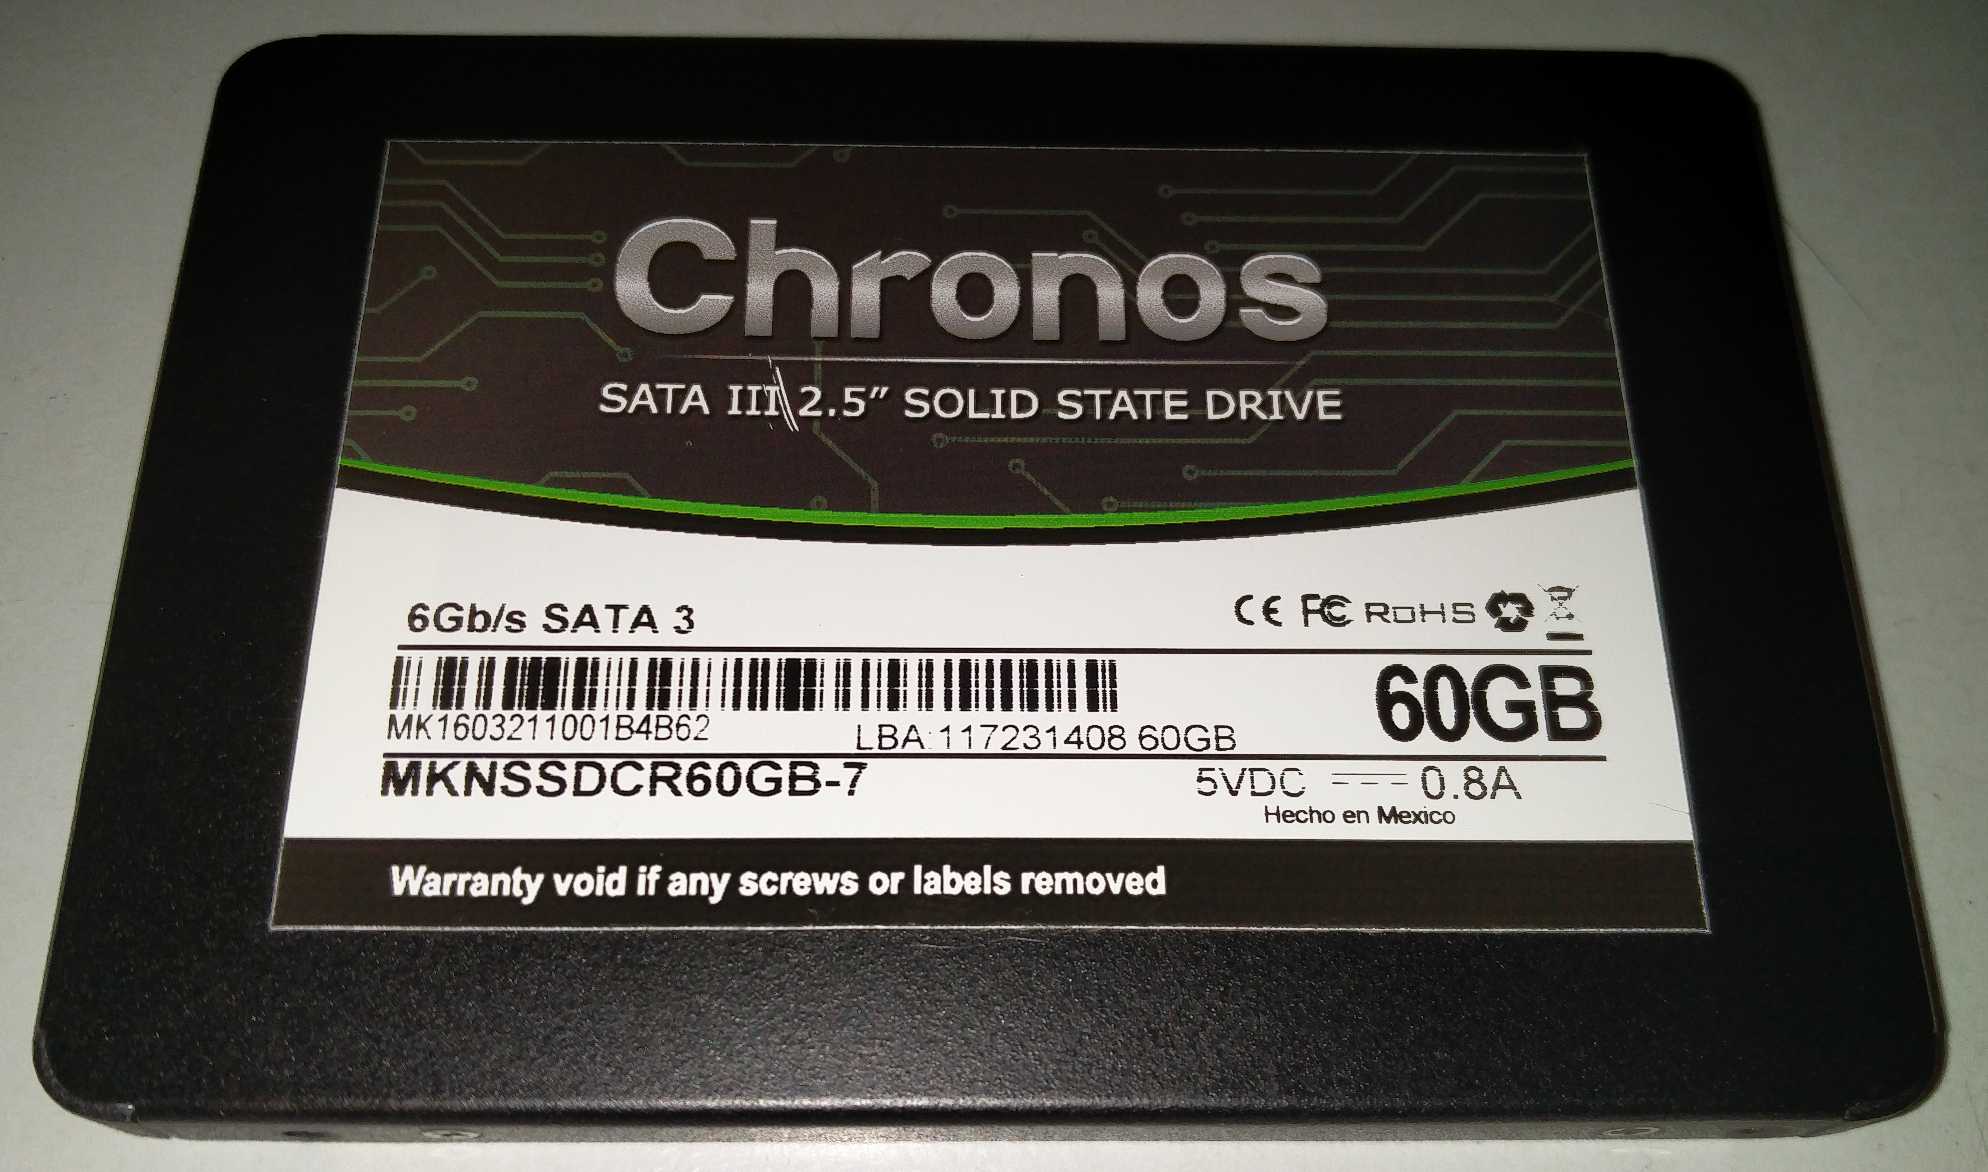 Chronos
SATA III 2.5" SOLID STATE DRIVE
6Gb/s SATA 3
CE FC RoHS
MK1603211001B4B62
LBA:117231408 60GB
60GB
MKNSSDCR60GB-7
5VDC 0.8A
Hecho en Mexico
Warranty void if any screws or labels removed